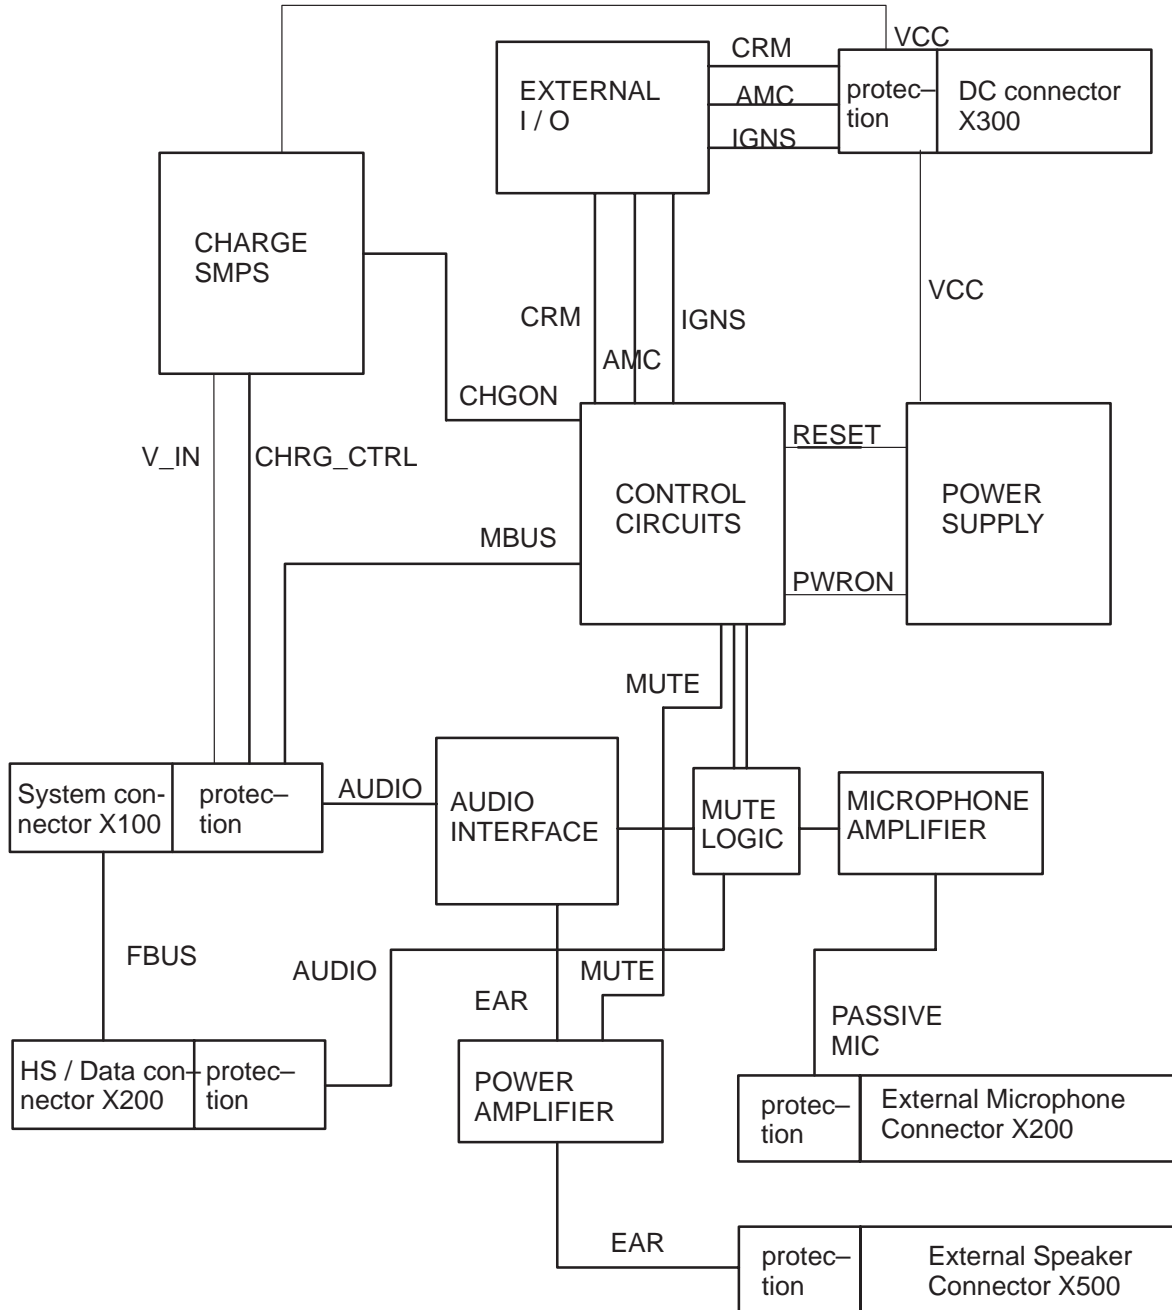 VCC
CRM
EXTERNAL
I / O
AMC
IGNS
protec–
tion
DC connector
X300
CHARGE
SMPS
VCC
CRM
IGNS
AMC
CHGON
V_IN
CHRG_CTRL
RESET
CONTROL
CIRCUITS
POWER
SUPPLY
MBUS
PWRON
MUTE
System con-
nector X100
protec–
tion
AUDIO
AUDIO
INTERFACE
MUTE
LOGIC
MICROPHONE
AMPLIFIER
FBUS
AUDIO
MUTE
EAR
PASSIVE
MIC
HS / Data con–
nector X200
protec–
tion
POWER
AMPLIFIER
protec–
tion
External Microphone
Connector X200
EAR
protec–
tion
External Speaker
Connector X500